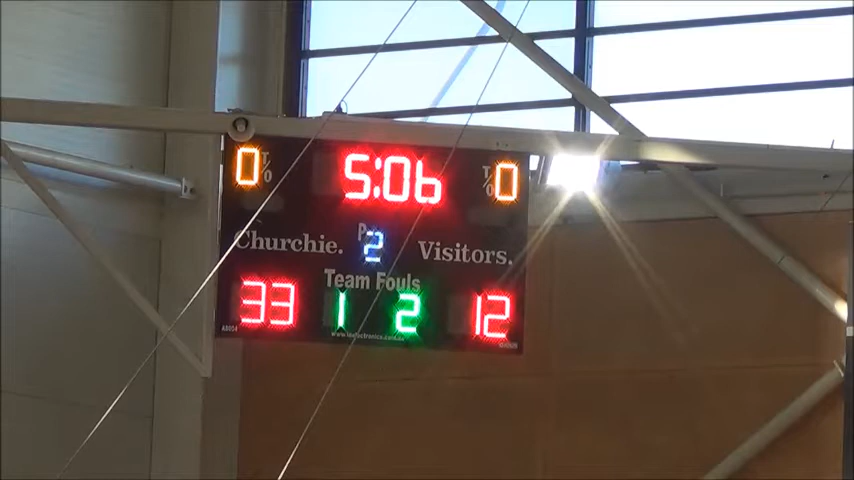 0 T/O 5:06 T/O 0
P
Churchie. 2 Visitors.
Team Fouls
33 1 2 12